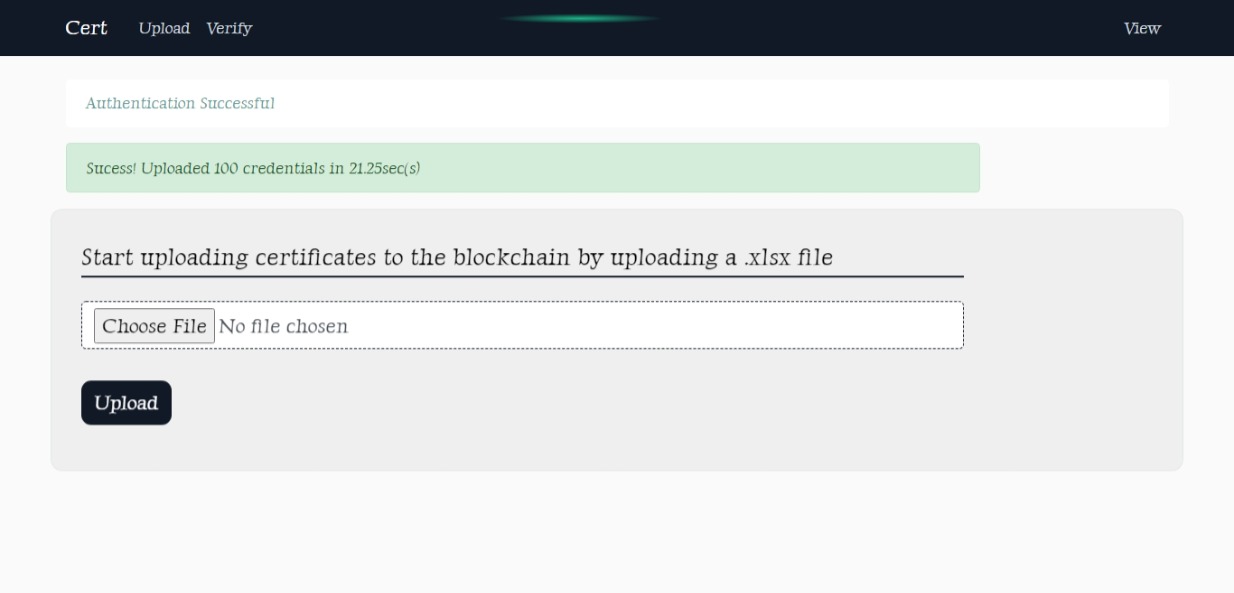 Cert Upload Verify View
Authentication Successful
Sucess! Uploaded 100 credentials in 21.25sec(s)
Start uploading certificates to the blockchain by uploading a .xlsx file
Choose File No file chosen
Upload